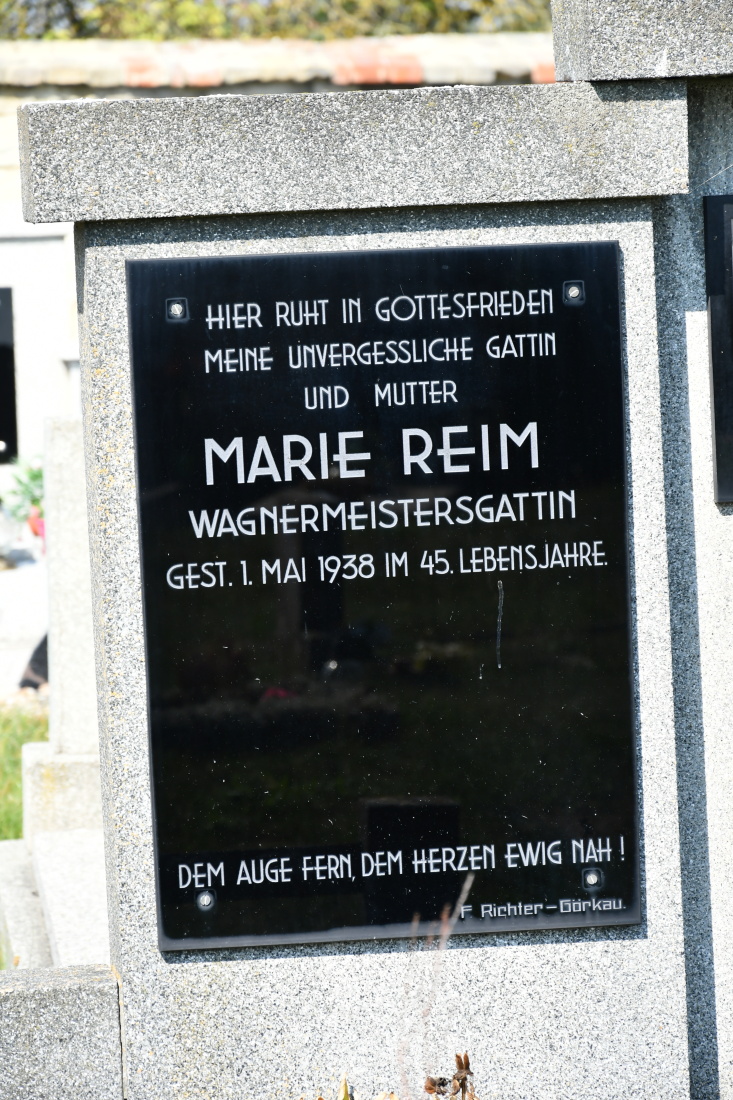 HIER RUHT IN GOTTESFRIEDEN
MEINE UNVERGESSLICHE GATTIN
UND MUTTER
MARIE REIM
WAGNERMEISTERSGATTIN
GEST. 1. MAI 1938 IM 45. LEBENSJAHRE.
DEM AUGE FERN, DEM HERZEN EWIG NAH!
F. Richter-Görkau.